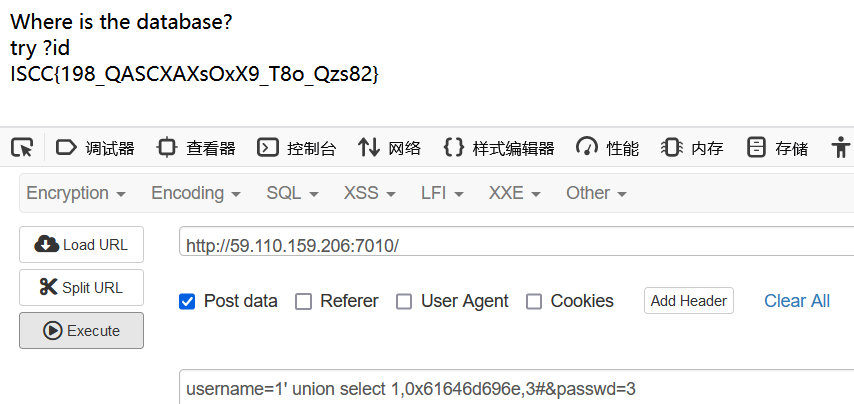 Where is the database?
try ?id
ISCC{198_QASCXAXsOxX9_T8o_Qzs82}
调试器 查看器 控制台 网络 样式编辑器 性能 内存 存储
Encryption Encoding SQL XSS LFI XXE Other
Load URL http://59.110.159.206:7010/
Split URL
Post data Referer User Agent Cookies Add Header Clear All
Execute
username=1' union select 1,0x61646d696e,3#&passwd=3